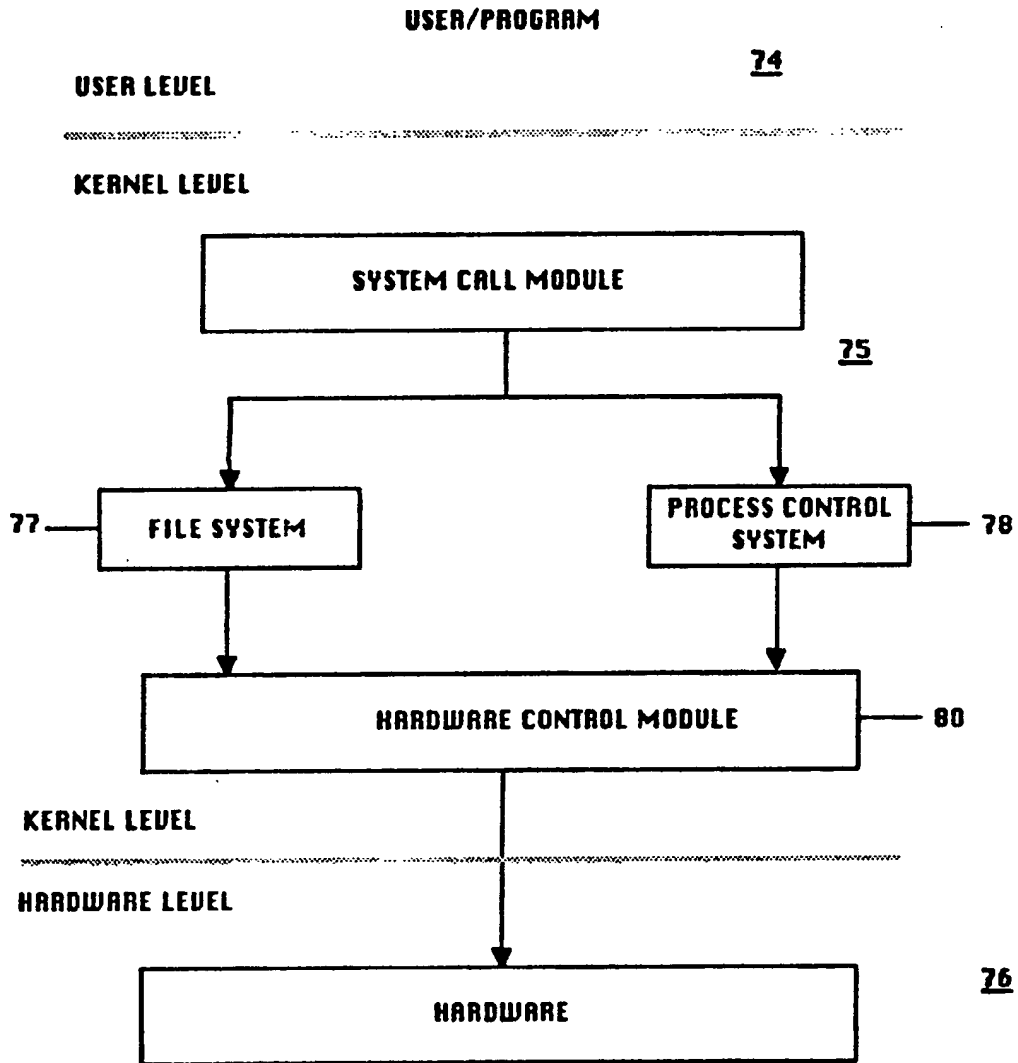 USER/PROGRAM
74
USER LEVEL
KERNEL LEVEL
SYSTEM CALL MODULE
75
77
FILE SYSTEM
PROCESS CONTROL
SYSTEM
78
HARDWARE CONTROL MODULE
80
KERNEL LEVEL
HARDWARE LEVEL
76
HARDWARE